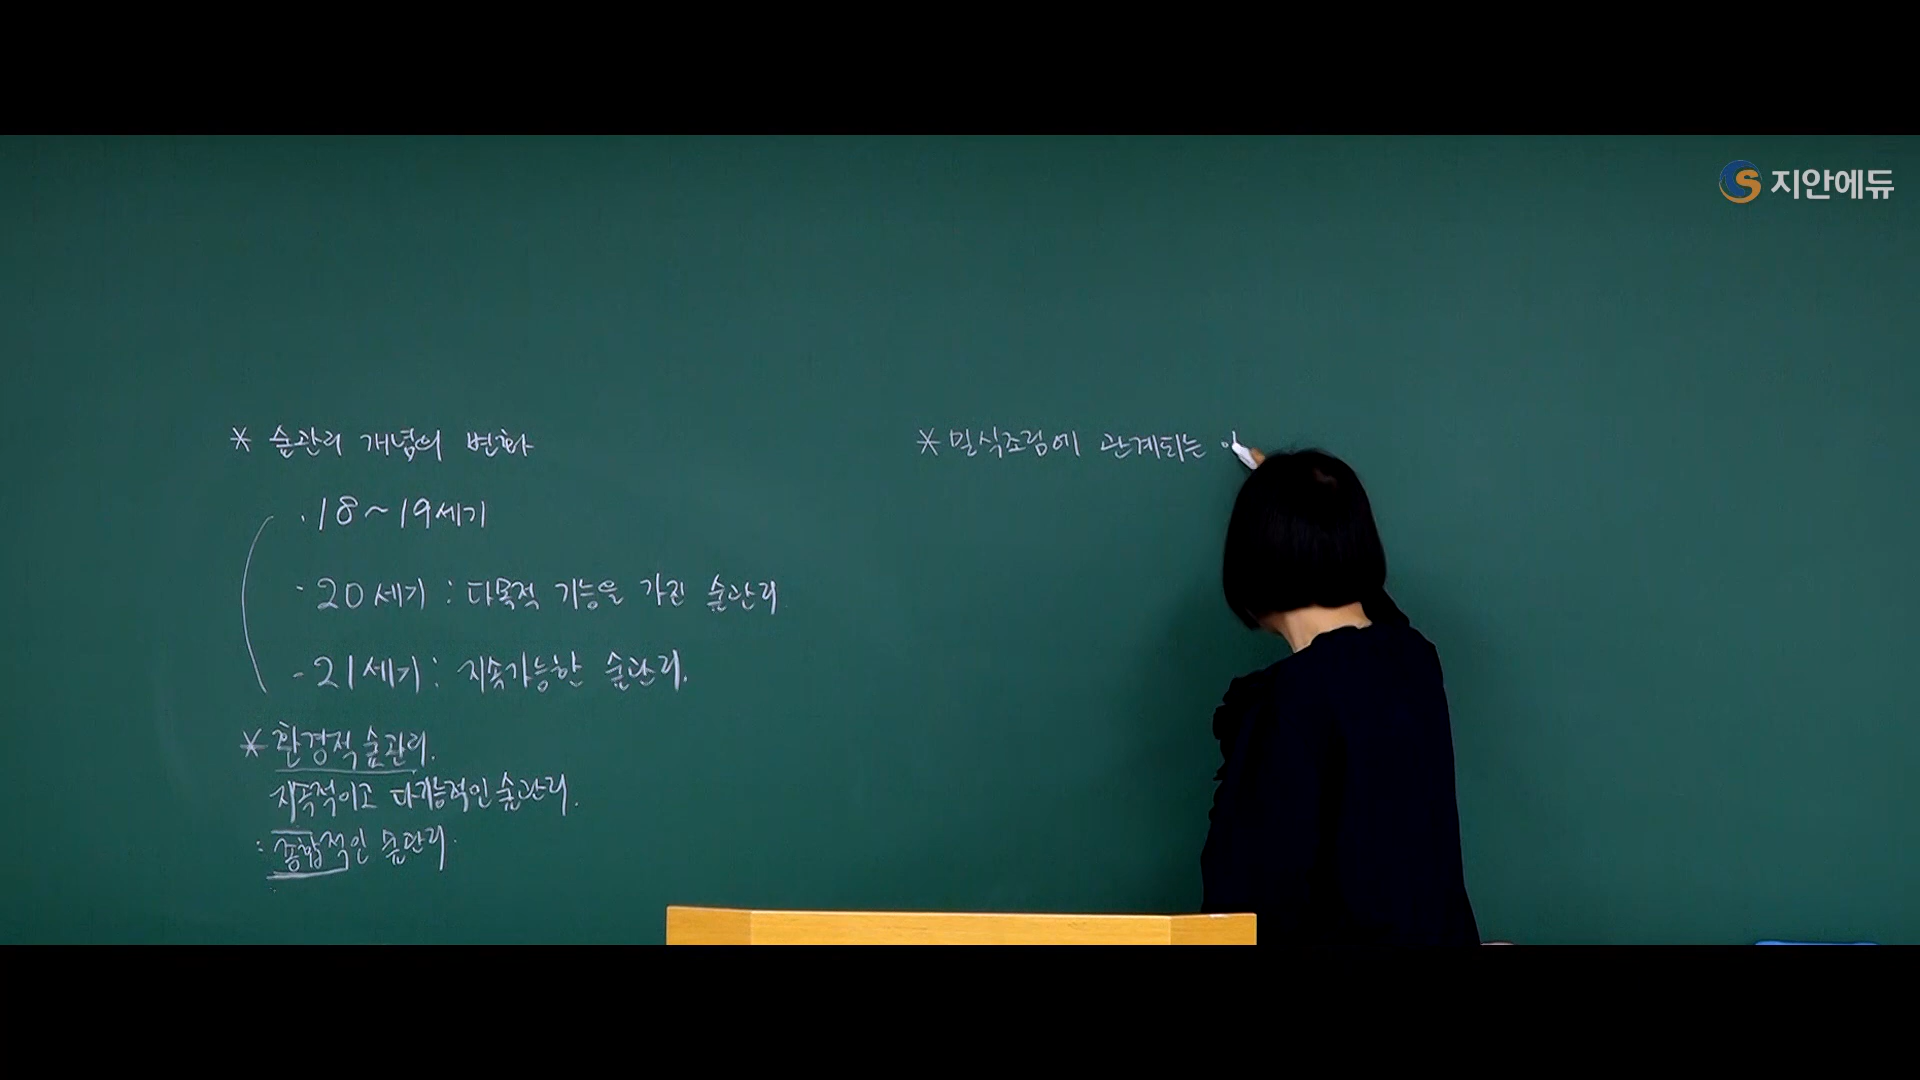 지안에듀
* 숲관리 개념의 변화
· 18~19세기
- 20세기 : 다목적 기능을 가진 숲관리
- 21세기 : 지속가능한 숲관리.
* 환경적 숲관리.
지속적이고 다기능적인 숲관리.
: 종합적인 숲관리.
* 밀식조림에 관계되는